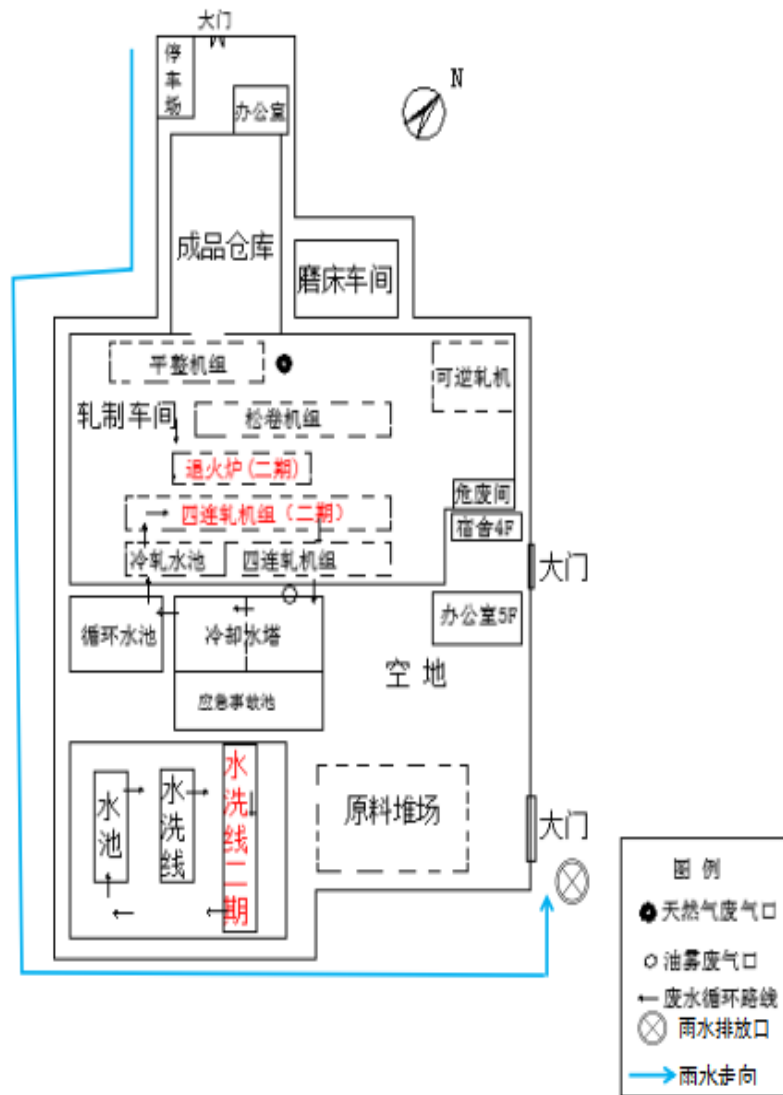 大门
停车场
办公室
N
成品仓库
磨床车间
平整机组
可逆轧机
轧制车间
松卷机组
退火炉(二期)
四连轧机组（二期）
危废间
宿舍4F
冷轧水池
四连轧机组
大门
办公室5F
循环水池
冷却水塔
空地
应急事故池
水池
水洗线
水洗线二期
原料堆场
大门
图例
天然气废气口
油雾废气口
废水循环路线
雨水排放口
雨水走向